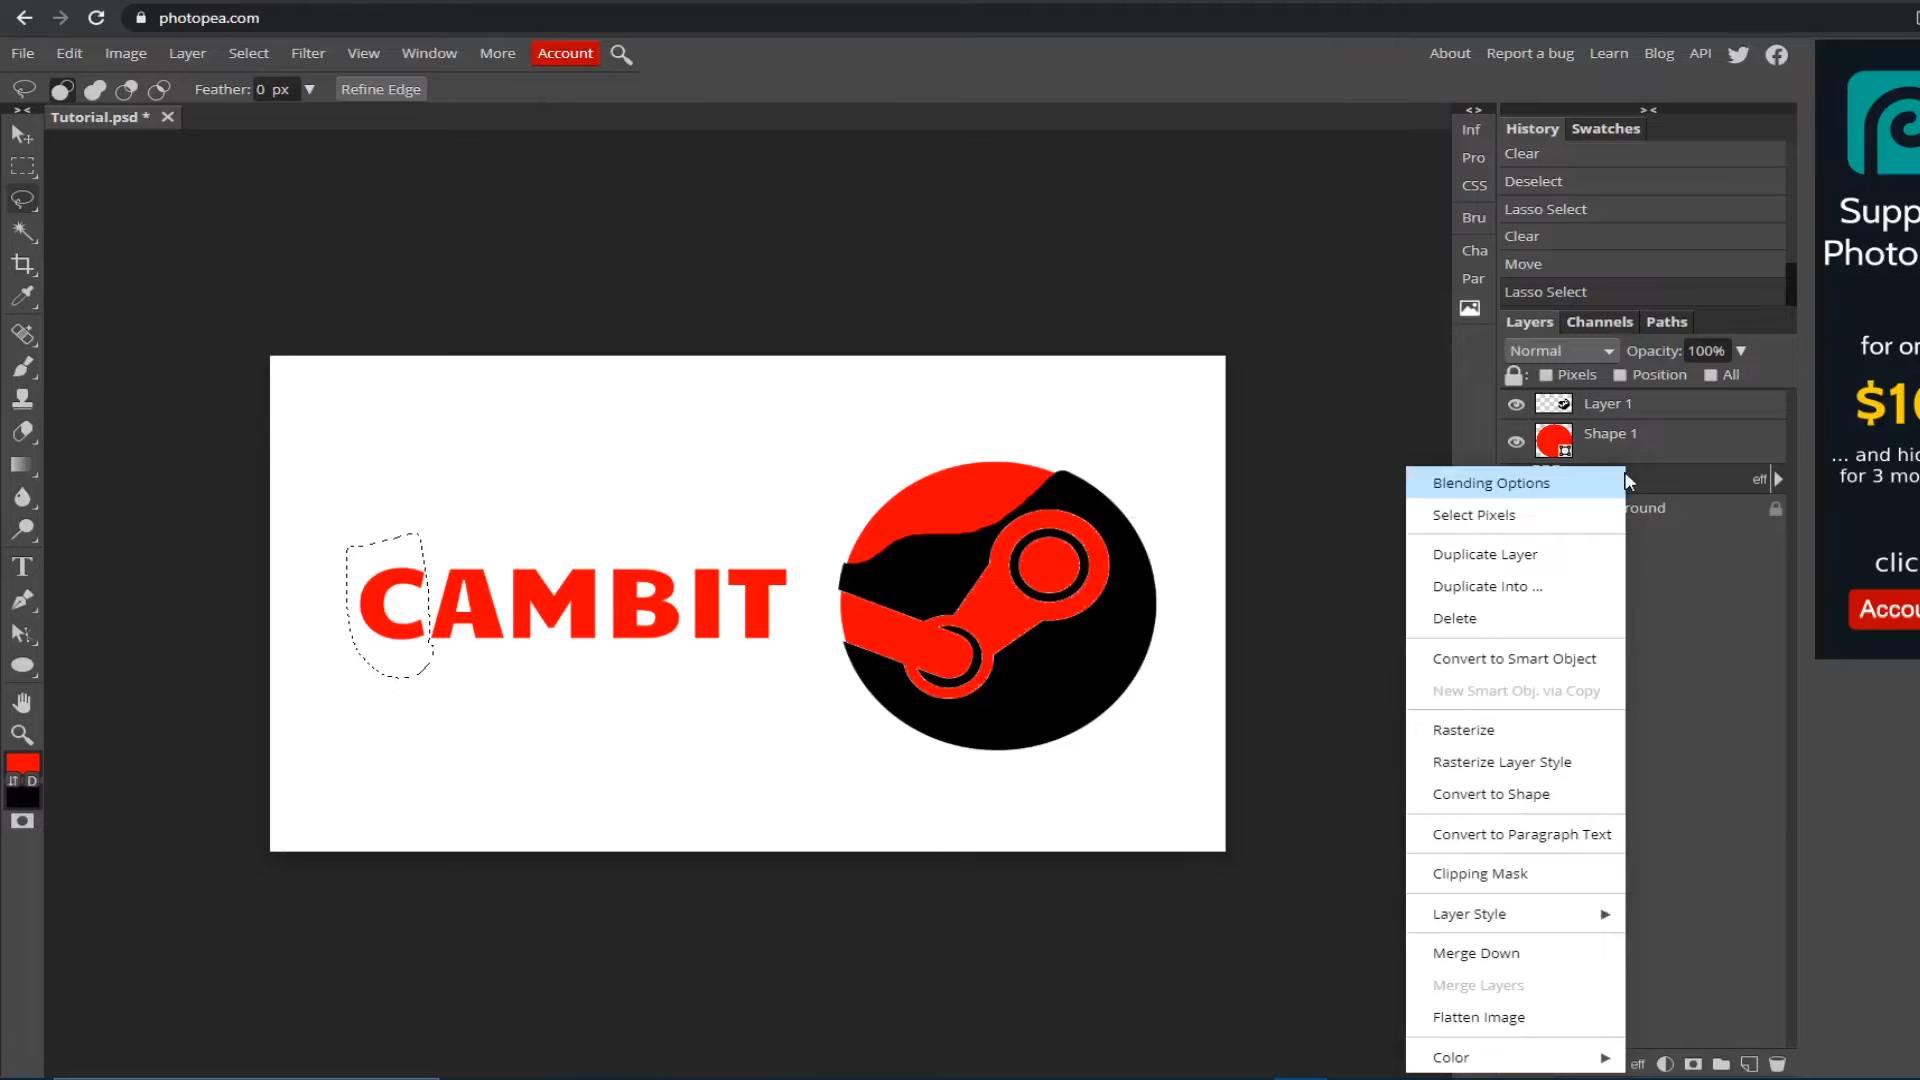 photopea.com
File Edit Image Layer Select Filter View Window More Account
About Report a bug Learn Blog API
Feather: 0 px Refine Edge
Tutorial.psd *
CAMBIT
Inf
Pro
CSS
Bru
Cha
Par
History Swatches
Clear
Deselect
Lasso Select
Clear
Move
Lasso Select
Layers Channels Paths
Normal Opacity: 100%
: Pixels Position All
Layer 1
Shape 1
eff
round
Blending Options
Select Pixels
Duplicate Layer
Duplicate Into ...
Delete
Convert to Smart Object
New Smart Obj. via Copy
Rasterize
Rasterize Layer Style
Convert to Shape
Convert to Paragraph Text
Clipping Mask
Layer Style
Merge Down
Merge Layers
Flatten Image
Color
eff
D
Supp
Photo
for or
$10
... and hid
for 3 mo
clic
Accou